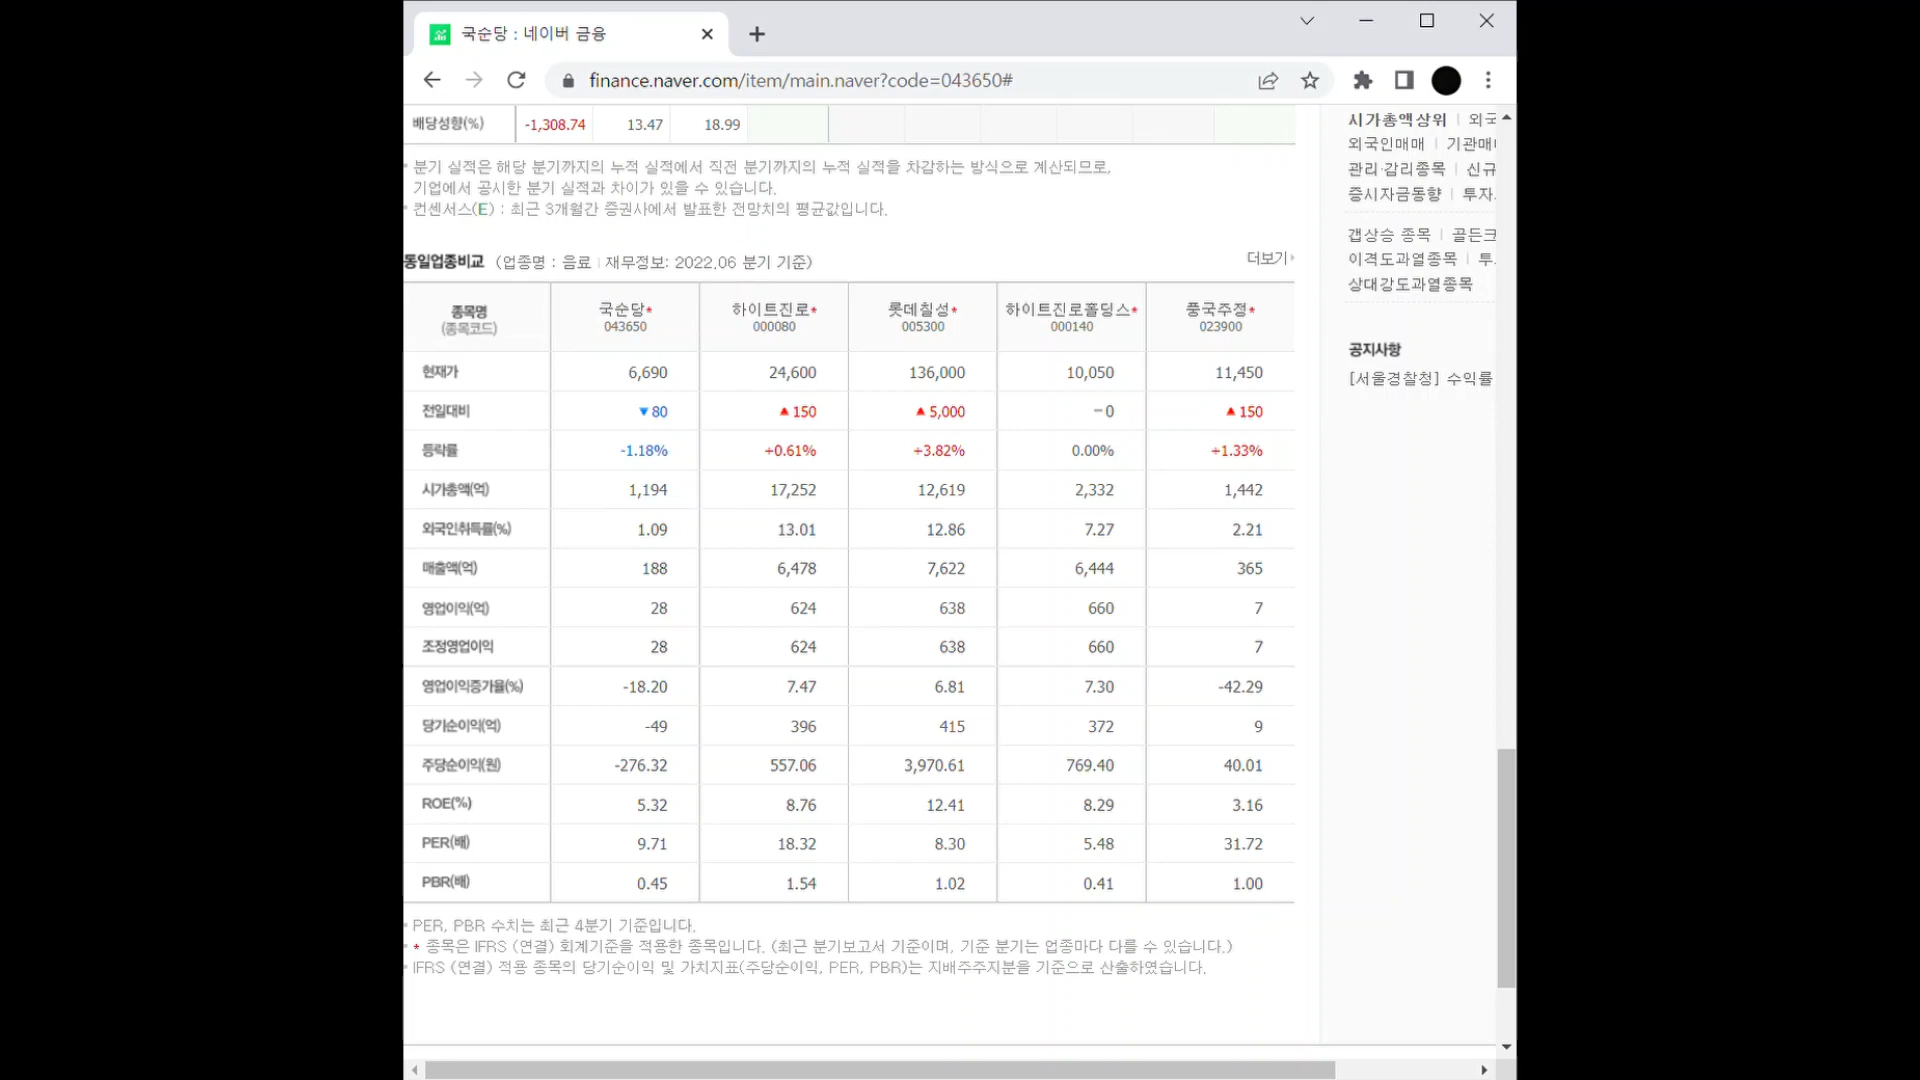 국순당 : 네이버 금융
finance.naver.com/item/main.naver?code=043650#
배당성향(%) -1,308.74 13.47 18.99
분기 실적은 해당 분기까지의 누적 실적에서 직전 분기까지의 누적 실적을 차감하는 방식으로 계산되므로,
기업에서 공시한 분기 실적과 차이가 있을 수 있습니다.
컨센서스(E) : 최근 3개월간 증권사에서 발표한 전망치의 평균값입니다.
동일업종비교 (업종명 : 음료 | 재무정보: 2022.06 분기 기준) 더보기
종목명 국순당* 하이트진로* 롯데칠성* 하이트진로홀딩스* 풍국주정*
(종목코드) 043650 000080 005300 000140 023900
현재가 6,690 24,600 136,000 10,050 11,450
전일대비 ▼80 ▲150 ▲5,000 -0 ▲150
등락률 -1.18% +0.61% +3.82% 0.00% +1.33%
시가총액(억) 1,194 17,252 12,619 2,332 1,442
외국인취득률(%) 1.09 13.01 12.86 7.27 2.21
매출액(억) 188 6,478 7,622 6,444 365
영업이익(억) 28 624 638 660 7
조정영업이익 28 624 638 660 7
영업이익증가율(%) -18.20 7.47 6.81 7.30 -42.29
당기순이익(억) -49 396 415 372 9
주당순이익(원) -276.32 557.06 3,970.61 769.40 40.01
ROE(%) 5.32 8.76 12.41 8.29 3.16
PER(배) 9.71 18.32 8.30 5.48 31.72
PBR(배) 0.45 1.54 1.02 0.41 1.00
PER, PBR 수치는 최근 4분기 기준입니다.
* 종목은 IFRS (연결) 회계기준을 적용한 종목입니다. (최근 분기보고서 기준이며, 기준 분기는 업종마다 다를 수 있습니다.)
IFRS (연결) 적용 종목의 당기순이익 및 가치지표(주당순이익, PER, PBR)는 지배주주지분을 기준으로 산출하였습니다.
시가총액상위 | 외국
외국인매매 | 기관매
관리·감리종목 | 신규
증시자금동향 | 투자
갭상승 종목 | 골든크
이격도과열종목 | 투
상대강도과열종목
공지사항
[서울경찰청] 수익률